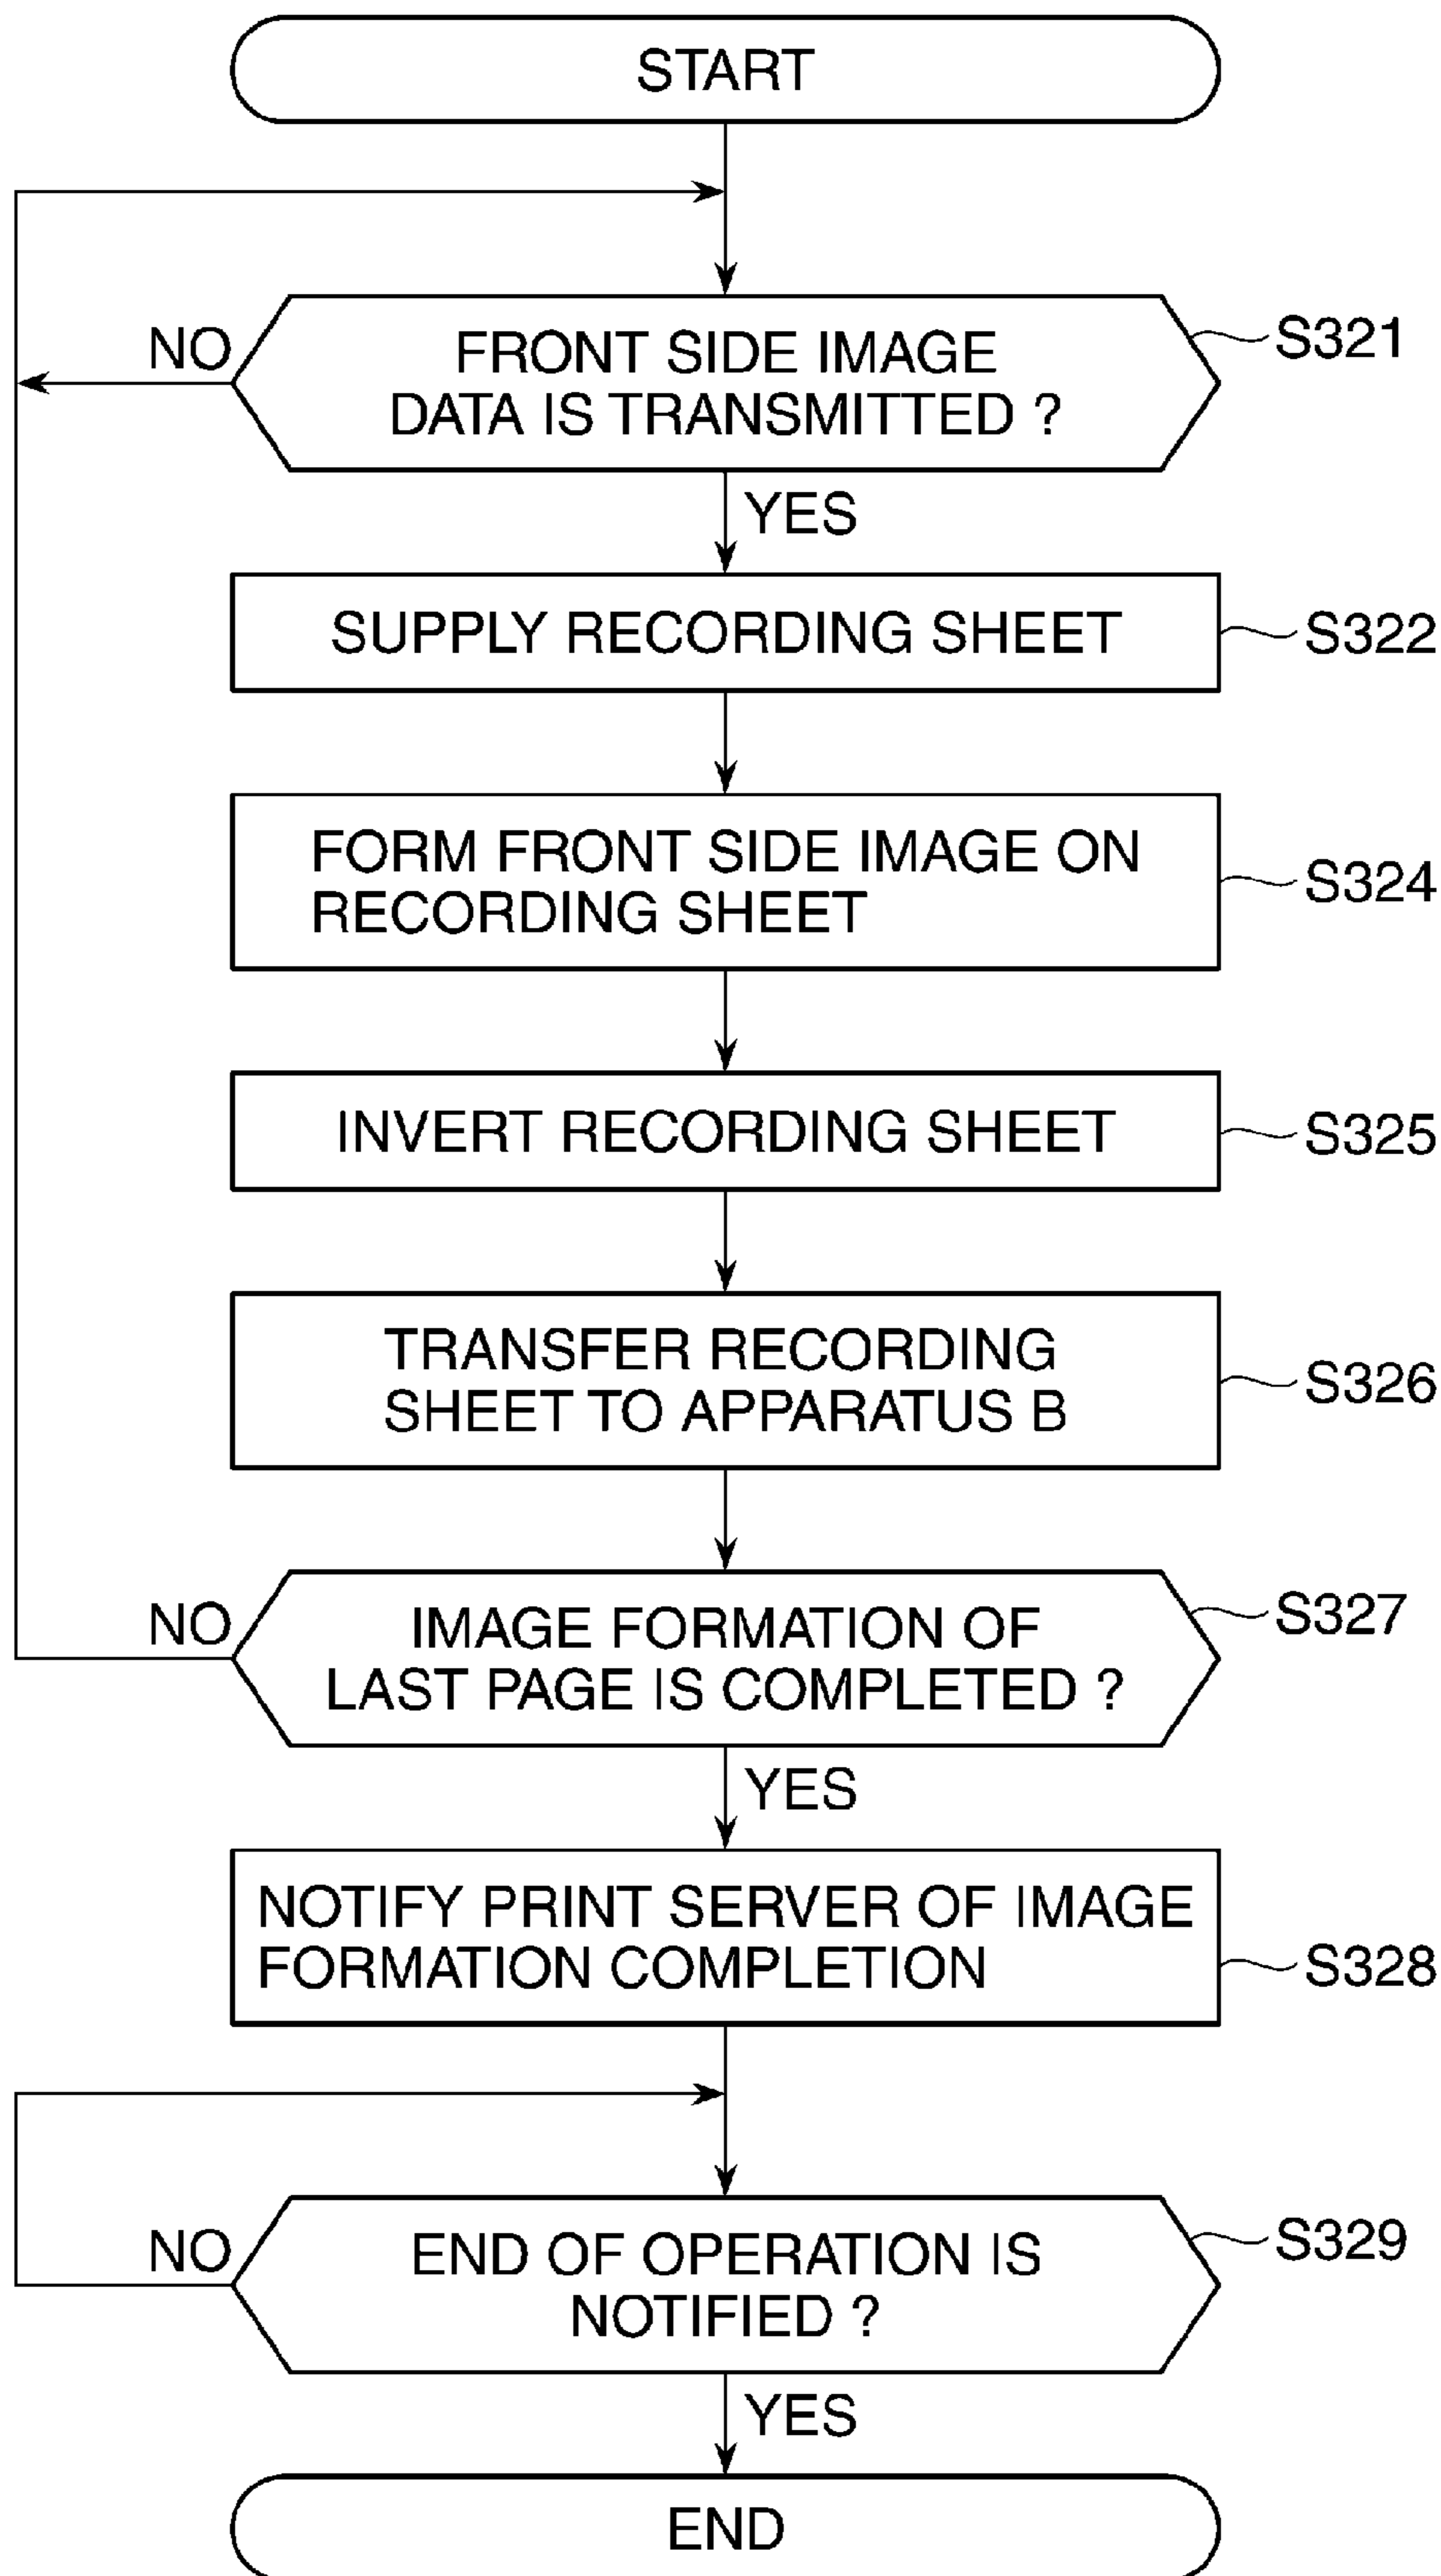 START
NO
FRONT SIDE IMAGE
DATA IS TRANSMITTED ?
S321
YES
SUPPLY RECORDING SHEET
S322
FORM FRONT SIDE IMAGE ON
RECORDING SHEET
S324
INVERT RECORDING SHEET
S325
TRANSFER RECORDING
SHEET TO APPARATUS B
S326
NO
IMAGE FORMATION OF
LAST PAGE IS COMPLETED ?
S327
YES
NOTIFY PRINT SERVER OF IMAGE
FORMATION COMPLETION
S328
NO
END OF OPERATION IS
NOTIFIED ?
S329
YES
END